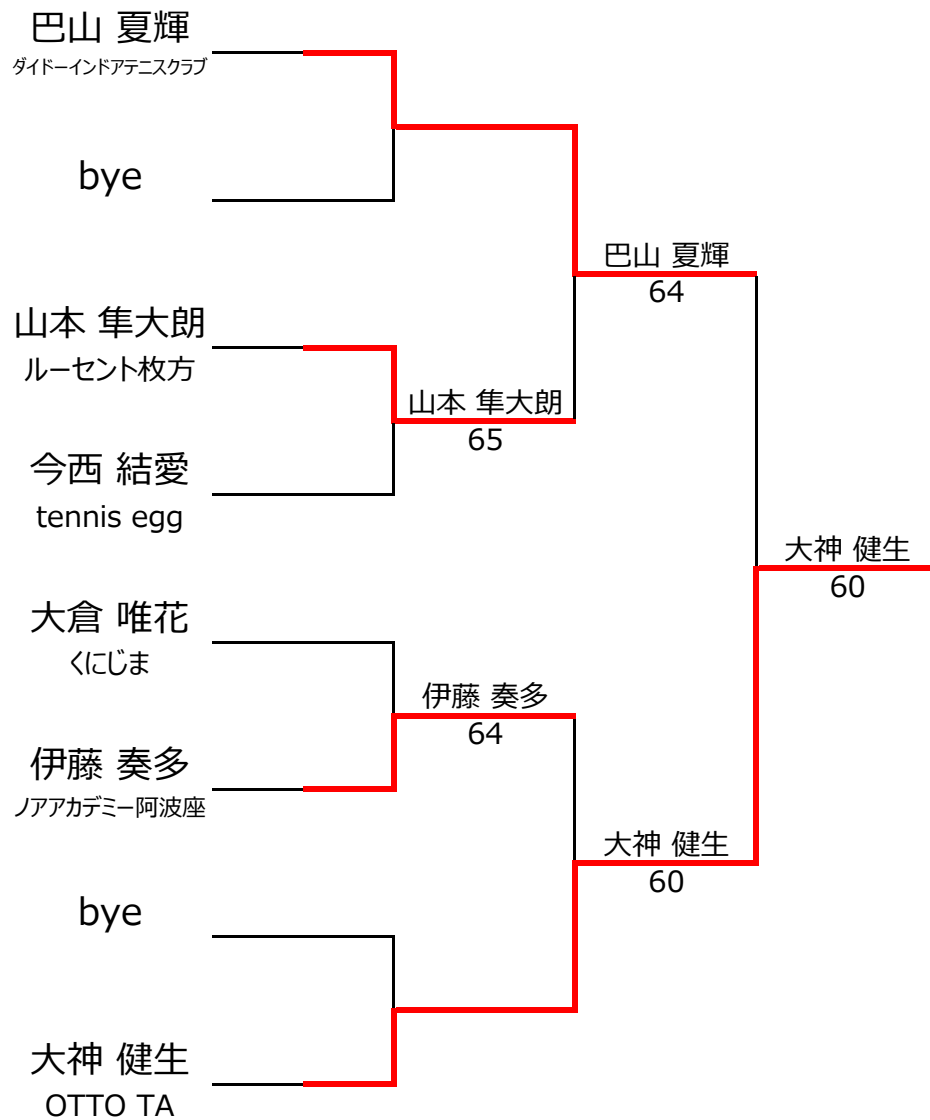 巴山 夏輝
ダイドーインドアテニスクラブ
bye
巴山 夏輝
64
山本 隼大朗
ルーセント枚方
山本 隼大朗
65
今西 結愛
tennis egg
大神 健生
60
大倉 唯花
くにじま
伊藤 奏多
64
伊藤 奏多
ノアアカデミー阿波座
大神 健生
60
bye
大神 健生
OTTO TA